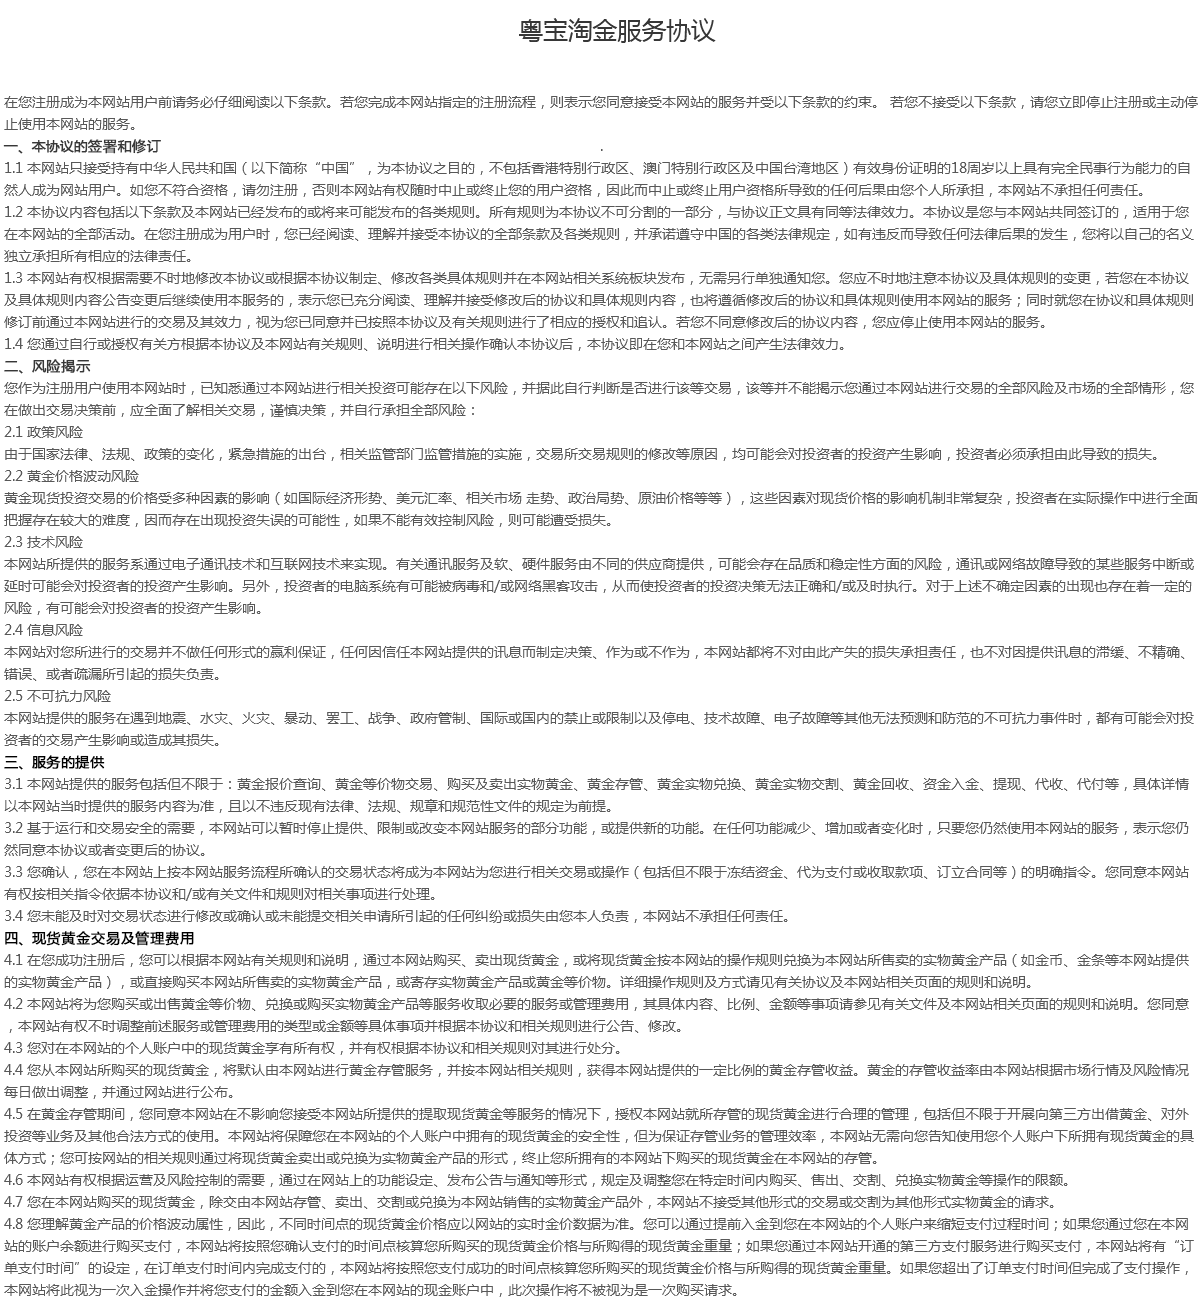 粤宝淘金服务协议
在您注册成为本网站用户前请务必仔细阅读以下条款。若您完成本网站指定的注册流程，则表示您同意接受本网站的服务并受以下条款的约束。 若您不接受以下条款，请您立即停止注册或主动停
止使用本网站的服务。
一、本协议的签署和修订
1.1 本网站只接受持有中华人民共和国（以下简称“中国”，为本协议之目的，不包括香港特别行政区、澳门特别行政区及中国台湾地区）有效身份证明的18周岁以上具有完全民事行为能力的自
然人成为网站用户。如您不符合资格，请勿注册，否则本网站有权随时中止或终止您的用户资格，因此而中止或终止用户资格所导致的任何后果由您个人所承担，本网站不承担任何责任。
1.2 本协议内容包括以下条款及本网站已经发布的或将来可能发布的各类规则。所有规则为本协议不可分割的一部分，与协议正文具有同等法律效力。本协议是您与本网站共同签订的，适用于您
在本网站的全部活动。在您注册成为用户时，您已经阅读、理解并接受本协议的全部条款及各类规则，并承诺遵守中国的各类法律规定，如有违反而导致任何法律后果的发生，您将以自己的名义
独立承担所有相应的法律责任。
1.3 本网站有权根据需要不时地修改本协议或根据本协议制定、修改各类具体规则并在本网站相关系统板块发布，无需另行单独通知您。您应不时地注意本协议及具体规则的变更，若您在本协议
及具体规则内容公告变更后继续使用本服务的，表示您已充分阅读、理解并接受修改后的协议和具体规则内容，也将遵循修改后的协议和具体规则使用本网站的服务；同时就您在协议和具体规则
修订前通过本网站进行的交易及其效力，视为您已同意并已按照本协议及有关规则进行了相应的授权和追认。若您不同意修改后的协议内容，您应停止使用本网站的服务。
1.4 您通过自行或授权有关方根据本协议及本网站有关规则、说明进行相关操作确认本协议后，本协议即在您和本网站之间产生法律效力。
二、风险揭示
您作为注册用户使用本网站时，已知悉通过本网站进行相关投资可能存在以下风险，并据此自行判断是否进行该等交易，该等并不能揭示您通过本网站进行交易的全部风险及市场的全部情形，您
在做出交易决策前，应全面了解相关交易，谨慎决策，并自行承担全部风险：
2.1 政策风险
由于国家法律、法规、政策的变化，紧急措施的出台，相关监管部门监管措施的实施，交易所交易规则的修改等原因，均可能会对投资者的投资产生影响，投资者必须承担由此导致的损失。
2.2 黄金价格波动风险
黄金现货投资交易的价格受多种因素的影响（如国际经济形势、美元汇率、相关市场 走势、政治局势、原油价格等等），这些因素对现货价格的影响机制非常复杂，投资者在实际操作中进行全面
把握存在较大的难度，因而存在出现投资失误的可能性，如果不能有效控制风险，则可能遭受损失。
2.3 技术风险
本网站所提供的服务系通过电子通讯技术和互联网技术来实现。有关通讯服务及软、硬件服务由不同的供应商提供，可能会存在品质和稳定性方面的风险，通讯或网络故障导致的某些服务中断或
延时可能会对投资者的投资产生影响。另外，投资者的电脑系统有可能被病毒和/或网络黑客攻击，从而使投资者的投资决策无法正确和/或及时执行。对于上述不确定因素的出现也存在着一定的
风险，有可能会对投资者的投资产生影响。
2.4 信息风险
本网站对您所进行的交易并不做任何形式的赢利保证，任何因信任本网站提供的讯息而制定决策、作为或不作为，本网站都将不对由此产失的损失承担责任，也不对因提供讯息的滞缓、不精确、
错误、或者疏漏所引起的损失负责。
2.5 不可抗力风险
本网站提供的服务在遇到地震、水灾、火灾、暴动、罢工、战争、政府管制、国际或国内的禁止或限制以及停电、技术故障、电子故障等其他无法预测和防范的不可抗力事件时，都有可能会对投
资者的交易产生影响或造成其损失。
三、服务的提供
3.1 本网站提供的服务包括但不限于：黄金报价查询、黄金等价物交易、购买及卖出实物黄金、黄金存管、黄金实物兑换、黄金实物交割、黄金回收、资金入金、提现、代收、代付等，具体详情
以本网站当时提供的服务内容为准，且以不违反现有法律、法规、规章和规范性文件的规定为前提。
3.2 基于运行和交易安全的需要，本网站可以暂时停止提供、限制或改变本网站服务的部分功能，或提供新的功能。在任何功能减少、增加或者变化时，只要您仍然使用本网站的服务，表示您仍
然同意本协议或者变更后的协议。
3.3 您确认，您在本网站上按本网站服务流程所确认的交易状态将成为本网站为您进行相关交易或操作（包括但不限于冻结资金、代为支付或收取款项、订立合同等）的明确指令。您同意本网站
有权按相关指令依据本协议和/或有关文件和规则对相关事项进行处理。
3.4 您未能及时对交易状态进行修改或确认或未能提交相关申请所引起的任何纠纷或损失由您本人负责，本网站不承担任何责任。
四、现货黄金交易及管理费用
4.1 在您成功注册后，您可以根据本网站有关规则和说明，通过本网站购买、卖出现货黄金，或将现货黄金按本网站的操作规则兑换为本网站所售卖的实物黄金产品（如金币、金条等本网站提供
的实物黄金产品），或直接购买本网站所售卖的实物黄金产品，或寄存实物黄金产品或黄金等价物。详细操作规则及方式请见有关协议及本网站相关页面的规则和说明。
4.2 本网站将为您购买或出售黄金等价物、兑换或购买实物黄金产品等服务收取必要的服务或管理费用，其具体内容、比例、金额等事项请参见有关文件及本网站相关页面的规则和说明。您同意
，本网站有权不时调整前述服务或管理费用的类型或金额等具体事项并根据本协议和相关规则进行公告、修改。
4.3 您对在本网站的个人账户中的现货黄金享有所有权，并有权根据本协议和相关规则对其进行处分。
4.4 您从本网站所购买的现货黄金，将默认由本网站进行黄金存管服务，并按本网站相关规则，获得本网站提供的一定比例的黄金存管收益。黄金的存管收益率由本网站根据市场行情及风险情况
每日做出调整，并通过网站进行公布。
4.5 在黄金存管期间，您同意本网站在不影响您接受本网站所提供的提取现货黄金等服务的情况下，授权本网站就所存管的现货黄金进行合理的管理，包括但不限于开展向第三方出借黄金、对外
投资等业务及其他合法方式的使用。本网站将保障您在本网站的个人账户中拥有的现货黄金的安全性，但为保证存管业务的管理效率，本网站无需向您告知使用您个人账户下所拥有现货黄金的具
体方式；您可按网站的相关规则通过将现货黄金卖出或兑换为实物黄金产品的形式，终止您所拥有的本网站下购买的现货黄金在本网站的存管。
4.6 本网站有权根据运营及风险控制的需要，通过在网站上的功能设定、发布公告与通知等形式，规定及调整您在特定时间内购买、售出、交割、兑换实物黄金等操作的限额。
4.7 您在本网站购买的现货黄金，除交由本网站存管、卖出、交割或兑换为本网站销售的实物黄金产品外，本网站不接受其他形式的交易或交割为其他形式实物黄金的请求。
4.8 您理解黄金产品的价格波动属性，因此，不同时间点的现货黄金价格应以网站的实时金价数据为准。您可以通过提前入金到您在本网站的个人账户来缩短支付过程时间；如果您通过您在本网
站的账户余额进行购买支付，本网站将按照您确认支付的时间点核算您所购买的现货黄金价格与所购得的现货黄金重量；如果您通过本网站开通的第三方支付服务进行购买支付，本网站将有“订
单支付时间”的设定，在订单支付时间内完成支付的，本网站将按照您支付成功的时间点核算您所购买的现货黄金价格与所购得的现货黄金重量。如果您超出了订单支付时间但完成了支付操作，
本网站将此视为一次入金操作并将您支付的金额入金到您在本网站的现金账户中，此次操作将不被视为是一次购买请求。